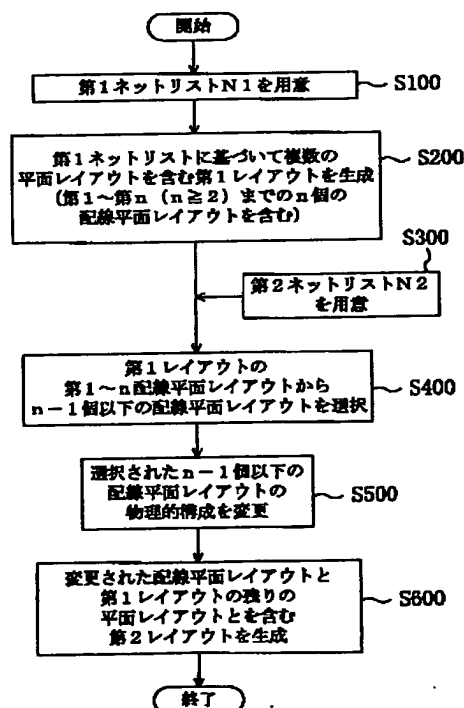 開始
第1ネットリストN1を用意
S100
第1ネットリストに基づいて複数の
平面レイアウトを含む第1レイアウトを生成
(第1~第n(n≧2)までのn個の
配線平面レイアウトを含む)
S200
S300
第2ネットリストN2
を用意
第1レイアウトの
第1~n配線平面レイアウトから
n-1個以下の配線平面レイアウトを選択
S400
選択されたn-1個以下の
配線平面レイアウトの
物理的構成を変更
S500
変更された配線平面レイアウトと
第1レイアウトの残りの
平面レイアウトとを含む
第2レイアウトを生成
S600
終了